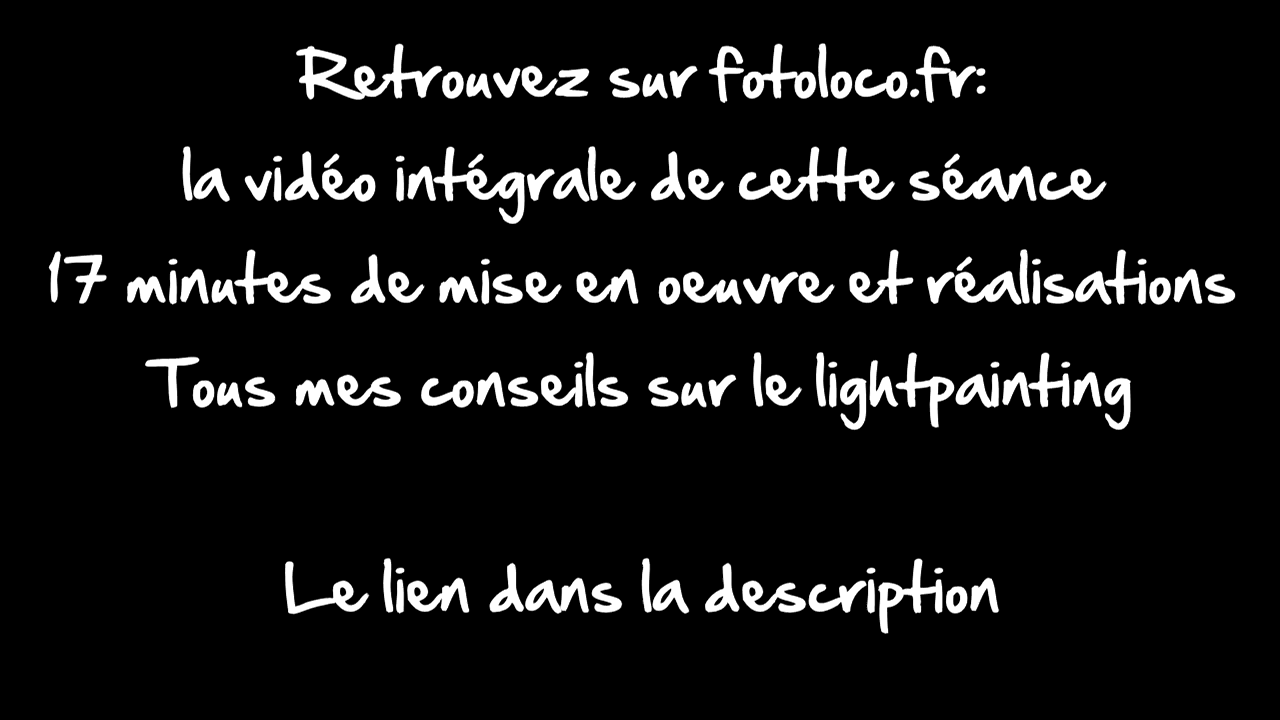 Retrouvez sur fotoloco.fr:
la vidéo intégrale de cette séance
17 minutes de mise en oeuvre et réalisations
Tous mes conseils sur le lightpainting
Le lien dans la description